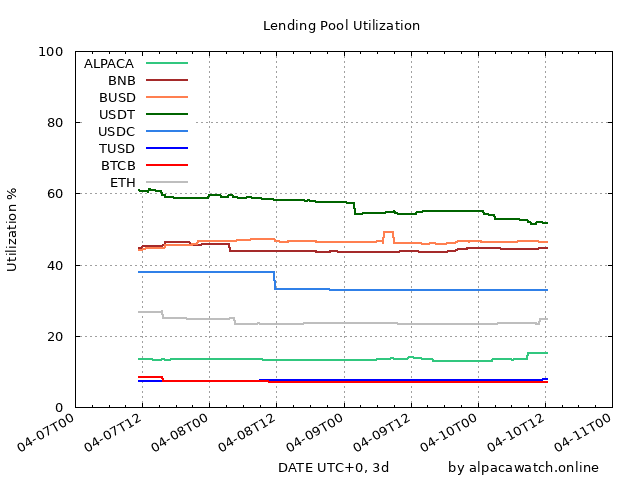 Lending Pool Utilization
Utilization %
100
80
60
40
20
0
ALPACA
BNB
BUSD
USDT
USDC
TUSD
BTCB
ETH
04-07T00 04-07T12 04-08T00 04-08T12 04-09T00 04-09T12 04-10T00 04-10T12 04-11T00
DATE UTC+0, 3d by alpacawatch.online